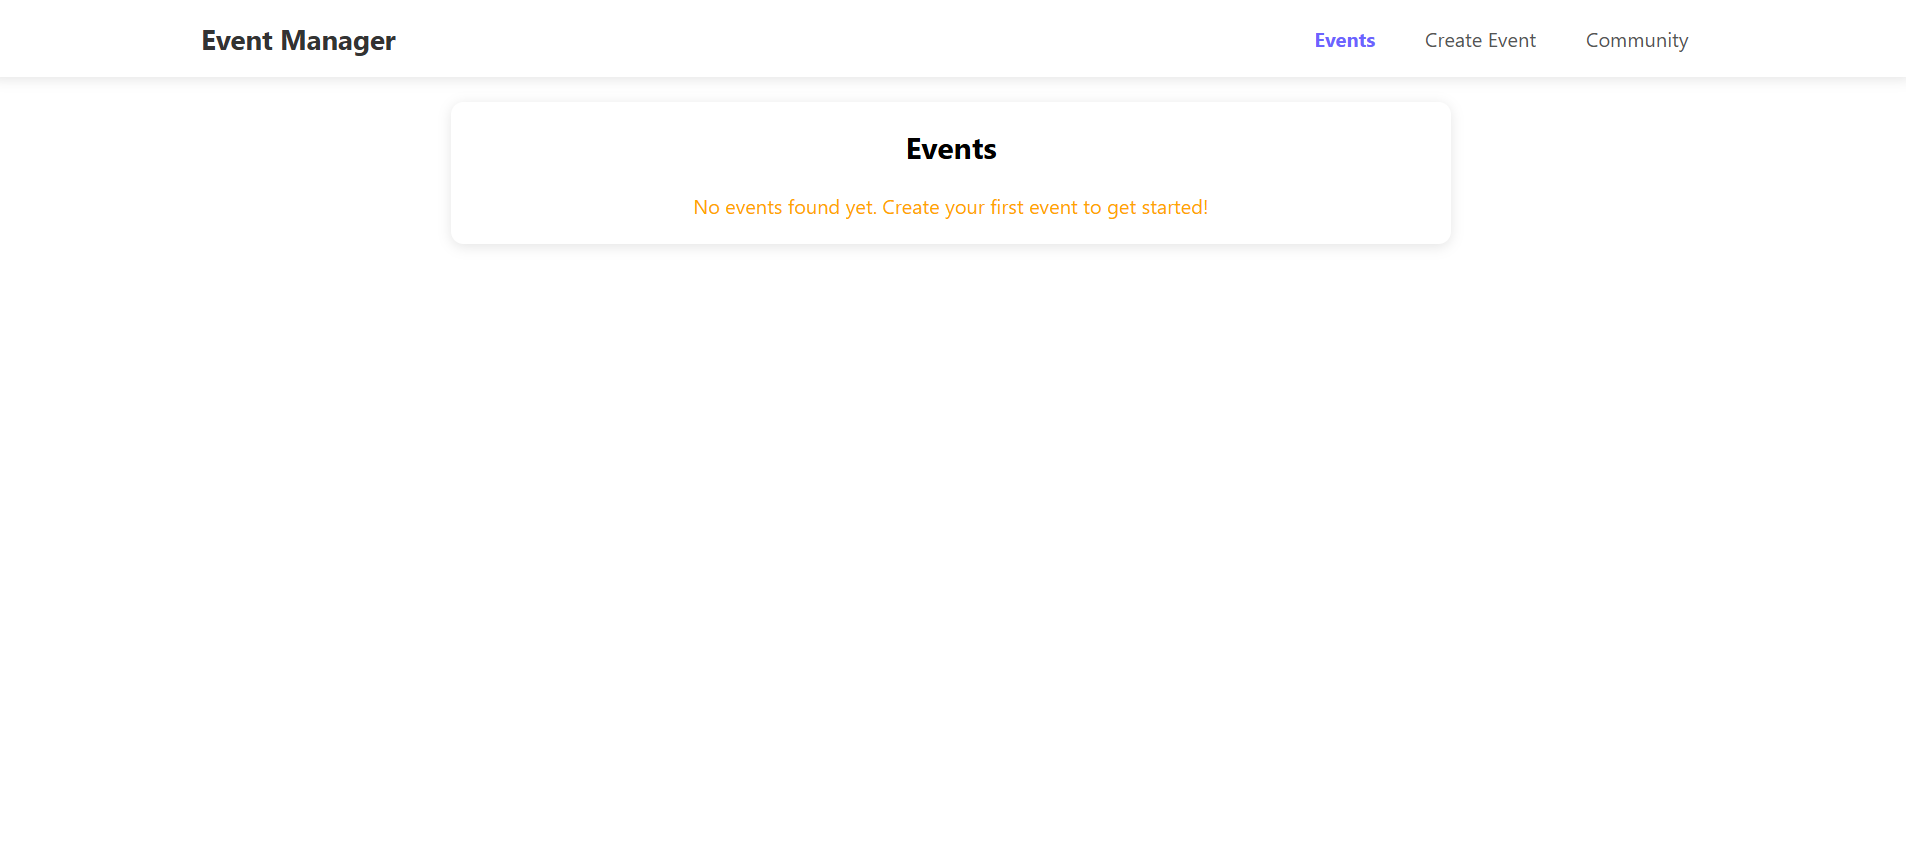 Event Manager
Events
Create Event
Community
Events
No events found yet. Create your first event to get started!